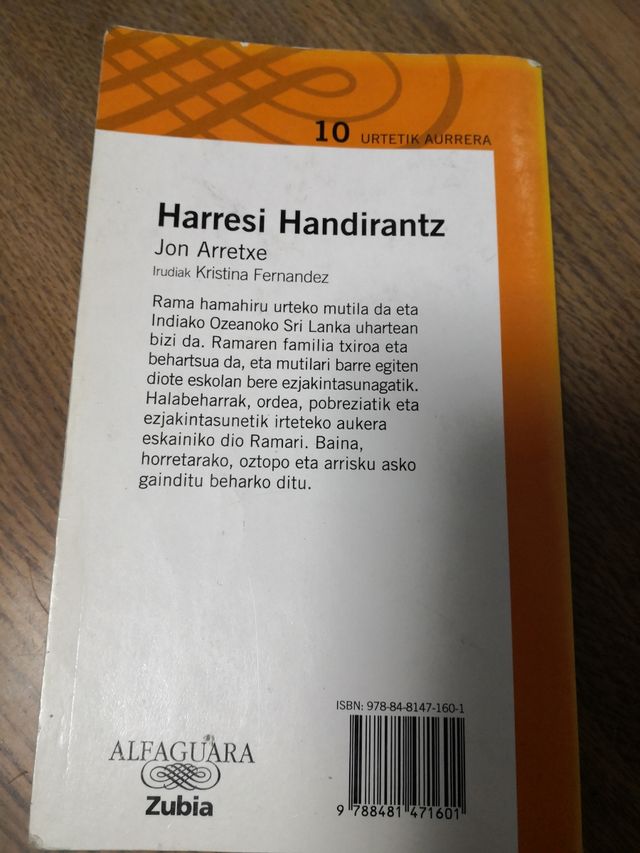 10 URTETIK AURRERA
Harresi Handirantz
Jon Arretxe
Irudiak Kristina Fernandez
Rama hamahiru urteko mutila da eta
Indiako Ozeanoko Sri Lanka uhartean
bizi da. Ramaren familia txiroa eta
behartsua da, eta mutilari barre egiten
diote eskolan bere ezjakintasunagatik.
Halabeharrak, ordea, pobreziatik eta
ezjakintasunetik irteteko aukera
eskainiko dio Ramari. Baina,
horretarako, oztopo eta arrisku asko
gainditu beharko ditu.
ISBN: 978-84-8147-160-1
9 788481 471601
ALFAGUARA
Zubia